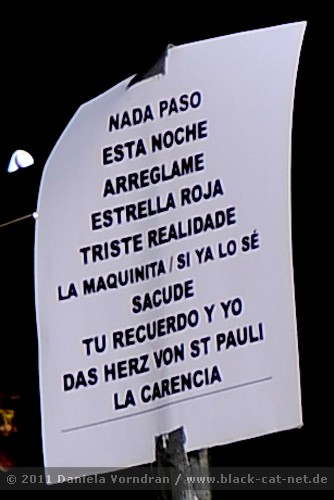 NADA PASO
ESTA NOCHE
ARREGLAME
ESTRELLA ROJA
TRISTE REALIDADE
LA MAQUINITA / SI YA LO SÉ
SACUDE
TU RECUERDO Y YO
DAS HERZ VON ST PAULI
LA CARENCIA
© 2011 Daniela Vorndran / www.black-cat-net.de